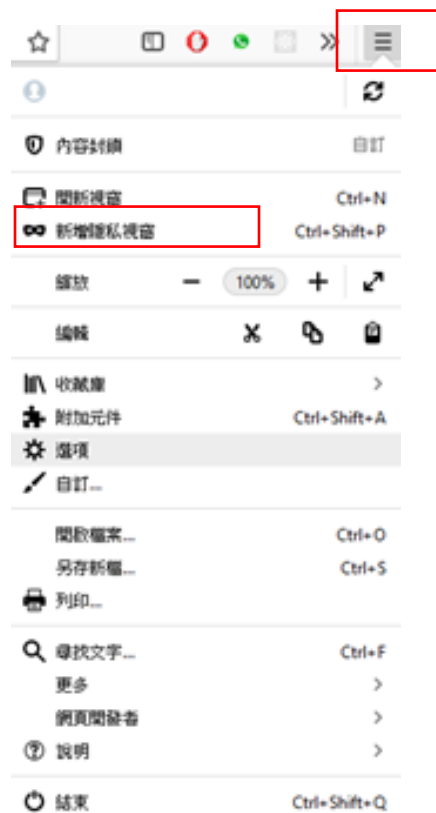 內容封鎖 自訂
開新視窗 Ctrl+N
新增隱私視窗 Ctrl+Shift+P
縮放 100%
編輯
收藏庫
附加元件 Ctrl+Shift+A
選項
自訂...
開啟檔案... Ctrl+O
另存新檔... Ctrl+S
列印...
尋找文字... Ctrl+F
更多
網頁開發者
說明
結束 Ctrl+Shift+Q